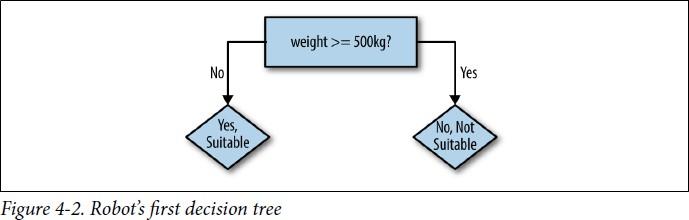 weight >= 500kg?
No
Yes
Yes,
Suitable
No, Not
Suitable
Figure 4-2. Robot’s first decision tree